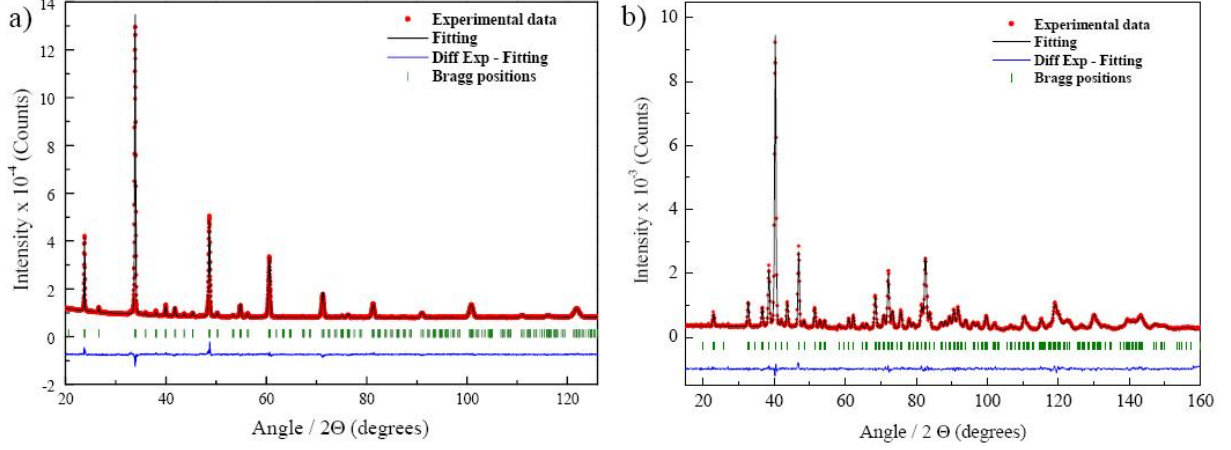 a)
Experimental data
Fitting
Diff Exp - Fitting
Bragg positions
Intensity x 10⁻⁴ (Counts)
14
12
10
8
6
4
2
0
-2
20 40 60 80 100 120
Angle / 2Θ (degrees)
b)
Experimental data
Fitting
Diff Exp - Fitting
Bragg positions
Intensity x 10⁻³ (Counts)
10
8
6
4
2
0
20 40 60 80 100 120 140 160
Angle / 2 Θ (degrees)